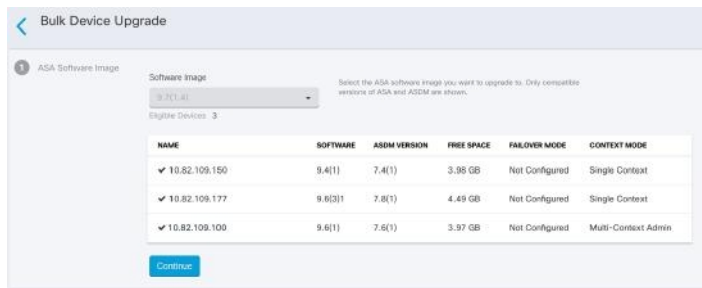 Bulk Device Upgrade
1 ASA Software Image
Software Image
Select the ASA software image you want to upgrade to. Only compatible
versions of ASA and ASDM are shown.
9.7(1.4)
Eligible Devices 3
NAME SOFTWARE ASDM VERSION FREE SPACE FAILOVER MODE CONTEXT MODE
✔ 10.82.109.150 9.4(1) 7.4(1) 3.98 GB Not Configured Single Context
✔ 10.82.109.177 9.6(3)1 7.8(1) 4.49 GB Not Configured Single Context
✔ 10.82.109.100 9.6(1) 7.6(1) 3.97 GB Not Configured Multi-Context Admin
Continue